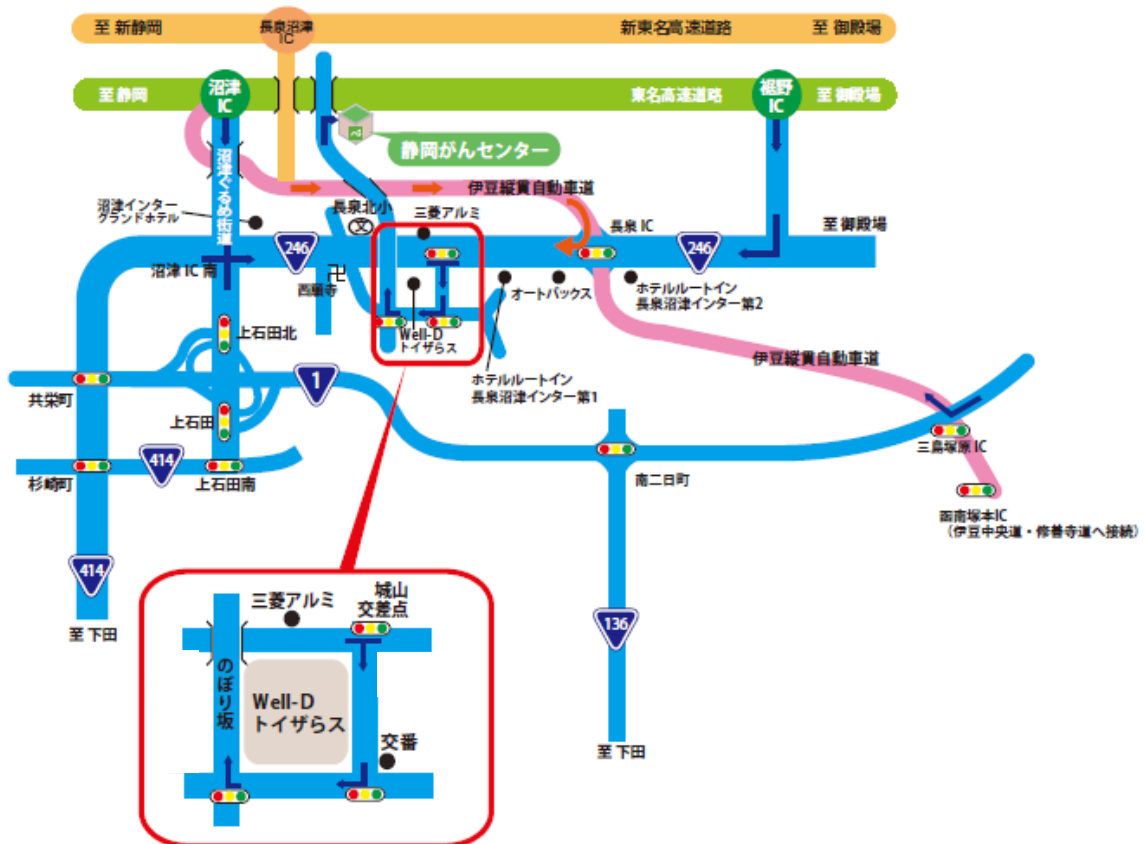 至 新静岡
長泉沼津
IC
新東名高速道路
至 御殿場
至 静岡
沼津
IC
東名高速道路
裾野
IC
至 御殿場
静岡がんセンター
沼津ぐるめ街道
伊豆縦貫自動車道
沼津インター
グランドホテル
長泉北小
文
三菱アルミ
長泉 IC
至 御殿場
246
246
沼津 IC 南
西願寺
オートバックス
ホテルルートイン
長泉沼津インター第2
上石田北
Well-D
トイザらス
伊豆縦貫自動車道
1
共栄町
ホテルルートイン
長泉沼津インター第1
上石田
414
三島塚原 IC
杉崎町
上石田南
南二日町
函南塚本IC
(伊豆中央道・修善寺道へ接続)
414
城山
交差点
三菱アルミ
136
至 下田
のぼり坂
Well-D
トイザらス
交番
至 下田